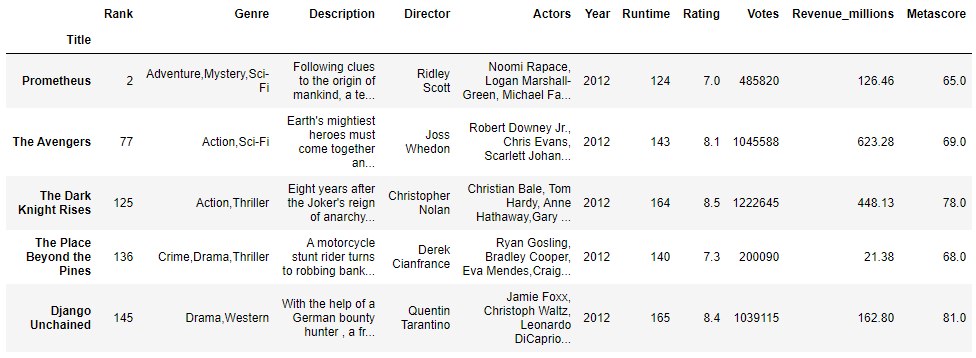 Rank Genre Description Director Actors Year Runtime Rating Votes Revenue_millions Metascore
Title
Prometheus 2 Adventure,Mystery,Sci-Fi Following clues to the origin of mankind, a te... Ridley Scott Noomi Rapace, Logan Marshall-Green, Michael Fa... 2012 124 7.0 485820 126.46 65.0
The Avengers 77 Action,Sci-Fi Earth's mightiest heroes must come together an... Joss Whedon Robert Downey Jr., Chris Evans, Scarlett Johan... 2012 143 8.1 1045588 623.28 69.0
The Dark Knight Rises 125 Action,Thriller Eight years after the Joker's reign of anarchy... Christopher Nolan Christian Bale, Tom Hardy, Anne Hathaway,Gary ... 2012 164 8.5 1222645 448.13 78.0
The Place Beyond the Pines 136 Crime,Drama,Thriller A motorcycle stunt rider turns to robbing bank... Derek Cianfrance Ryan Gosling, Bradley Cooper, Eva Mendes,Craig... 2012 140 7.3 200090 21.38 68.0
Django Unchained 145 Drama,Western With the help of a German bounty hunter , a fr... Quentin Tarantino Jamie Foxx, Christoph Waltz, Leonardo DiCaprio... 2012 165 8.4 1039115 162.80 81.0